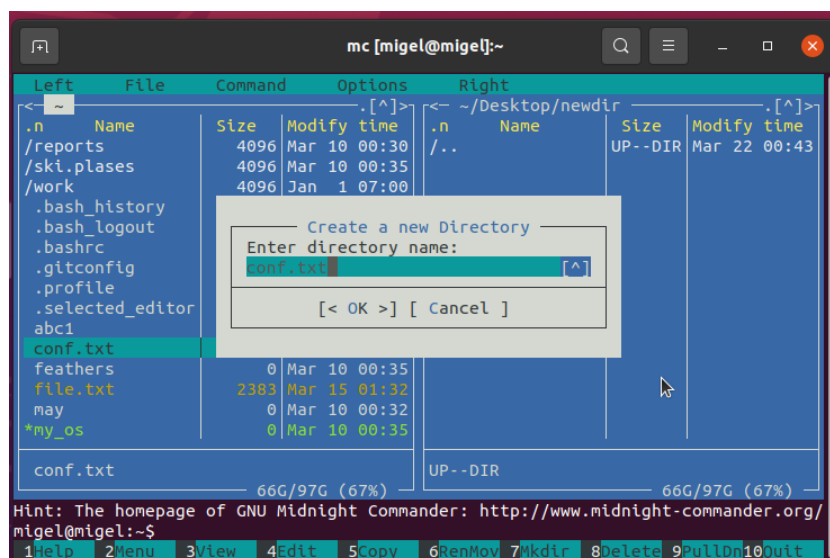 mc [migel@migel]:~
Left File Command Options Right
<─ ~ .[^]> <─ ~/Desktop/newdir .[^]>
.n Name Size Modify time .n Name Size Modify time
/reports 4096 Mar 10 00:30 /.. UP--DIR Mar 22 00:43
/ski.plases 4096 Mar 10 00:35
/work 4096 Jan 1 07:00
.bash_history
.bash_logout Create a new Directory
.bashrc Enter directory name:
.gitconfig conf.txt [^]
.profile
.selected_editor [< OK >] [ Cancel ]
abc1
conf.txt
feathers 0 Mar 10 00:35
file.txt 2383 Mar 15 01:32
may 0 Mar 10 00:32
*my_os 0 Mar 10 00:35
conf.txt UP--DIR
66G/97G (67%) 66G/97G (67%)
Hint: The homepage of GNU Midnight Commander: http://www.midnight-commander.org/
migel@migel:~$
1Help 2Menu 3View 4Edit 5Copy 6RenMov 7Mkdir 8Delete 9PullDn 10Quit